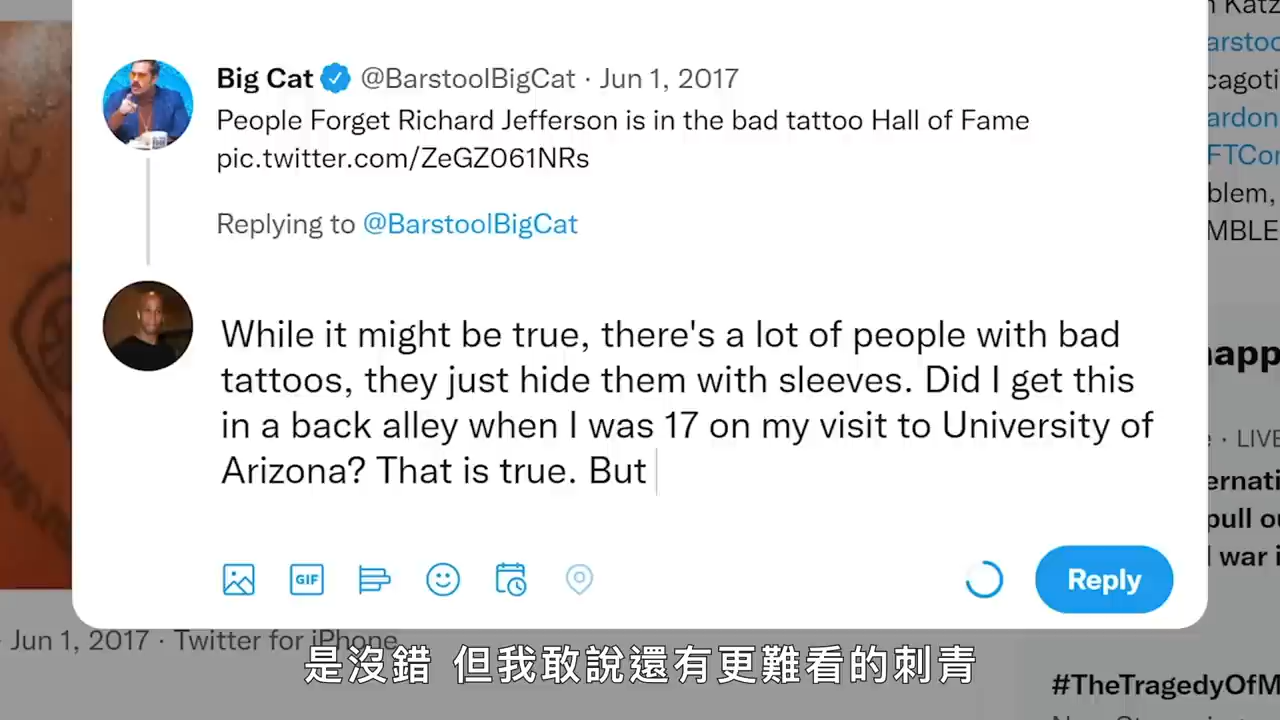 Big Cat @BarstoolBigCat · Jun 1, 2017
People Forget Richard Jefferson is in the bad tattoo Hall of Fame
pic.twitter.com/ZeGZ061NRs
Replying to @BarstoolBigCat
While it might be true, there's a lot of people with bad
tattoos, they just hide them with sleeves. Did I get this
in a back alley when I was 17 on my visit to University of
Arizona? That is true. But
GIF
Reply
Jun 1, 2017 · Twitter for iPhone
是沒錯 但我敢說還有更難看的刺青
Katz
· LIVE
war i
#TheTragedyOfM